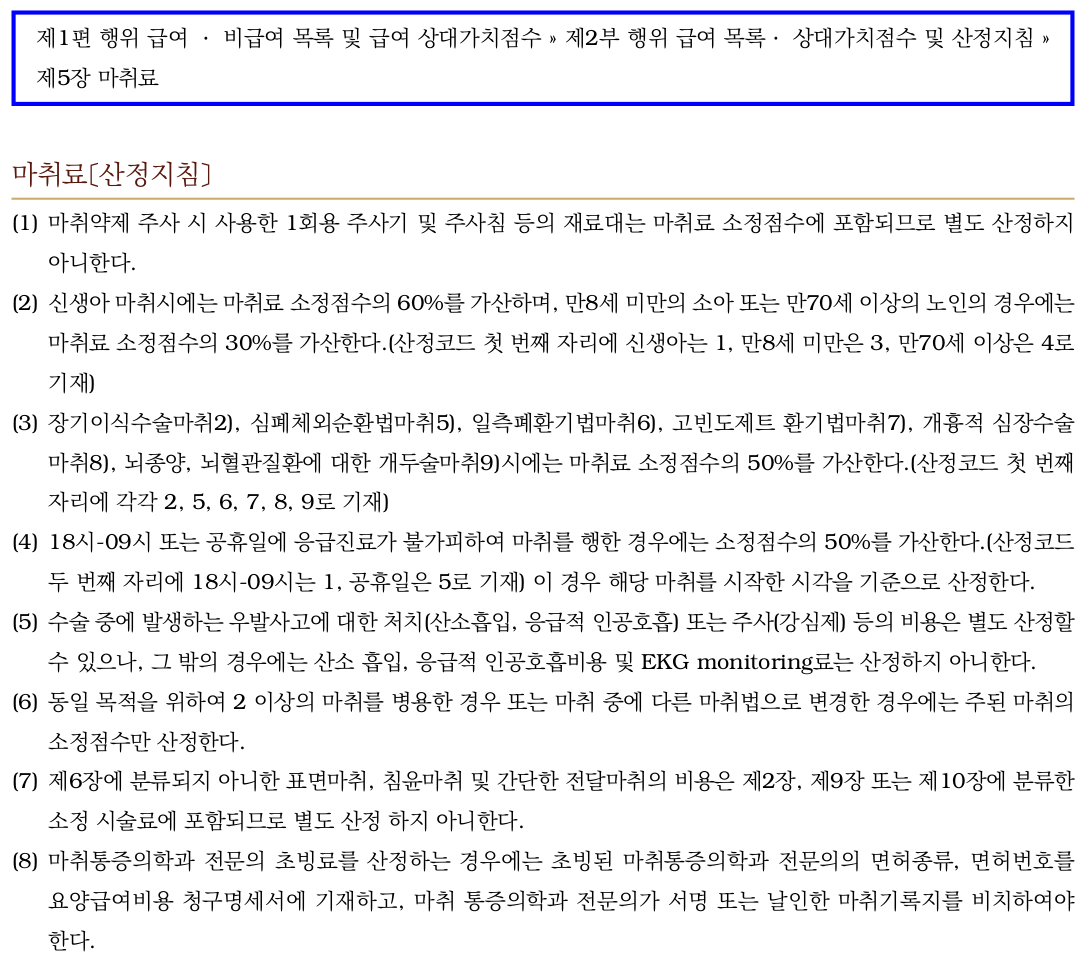 제1편 행위 급여 · 비급여 목록 및 급여 상대가치점수 » 제2부 행위 급여 목록 · 상대가치점수 및 산정지침 »
제5장 마취료
마취료[산정지침]
(1) 마취약제 주사 시 사용한 1회용 주사기 및 주사침 등의 재료대는 마취료 소정점수에 포함되므로 별도 산정하지
아니한다.
(2) 신생아 마취시에는 마취료 소정점수의 60%를 가산하며, 만8세 미만의 소아 또는 만70세 이상의 노인의 경우에는
마취료 소정점수의 30%를 가산한다.(산정코드 첫 번째 자리에 신생아는 1, 만8세 미만은 3, 만70세 이상은 4로
기재)
(3) 장기이식수술마취2), 심폐체외순환법마취5), 일측폐환기법마취6), 고빈도제트 환기법마취7), 개흉적 심장수술
마취8), 뇌종양, 뇌혈관질환에 대한 개두술마취9)시에는 마취료 소정점수의 50%를 가산한다.(산정코드 첫 번째
자리에 각각 2, 5, 6, 7, 8, 9로 기재)
(4) 18시-09시 또는 공휴일에 응급진료가 불가피하여 마취를 행한 경우에는 소정점수의 50%를 가산한다.(산정코드
두 번째 자리에 18시-09시는 1, 공휴일은 5로 기재) 이 경우 해당 마취를 시작한 시각을 기준으로 산정한다.
(5) 수술 중에 발생하는 우발사고에 대한 처치(산소흡입, 응급적 인공호흡) 또는 주사(강심제) 등의 비용은 별도 산정할
수 있으나, 그 밖의 경우에는 산소 흡입, 응급적 인공호흡비용 및 EKG monitoring료는 산정하지 아니한다.
(6) 동일 목적을 위하여 2 이상의 마취를 병용한 경우 또는 마취 중에 다른 마취법으로 변경한 경우에는 주된 마취의
소정점수만 산정한다.
(7) 제6장에 분류되지 아니한 표면마취, 침윤마취 및 간단한 전달마취의 비용은 제2장, 제9장 또는 제10장에 분류한
소정 시술료에 포함되므로 별도 산정 하지 아니한다.
(8) 마취통증의학과 전문의 초빙료를 산정하는 경우에는 초빙된 마취통증의학과 전문의의 면허종류, 면허번호를
요양급여비용 청구명세서에 기재하고, 마취 통증의학과 전문의가 서명 또는 날인한 마취기록지를 비치하여야
한다.